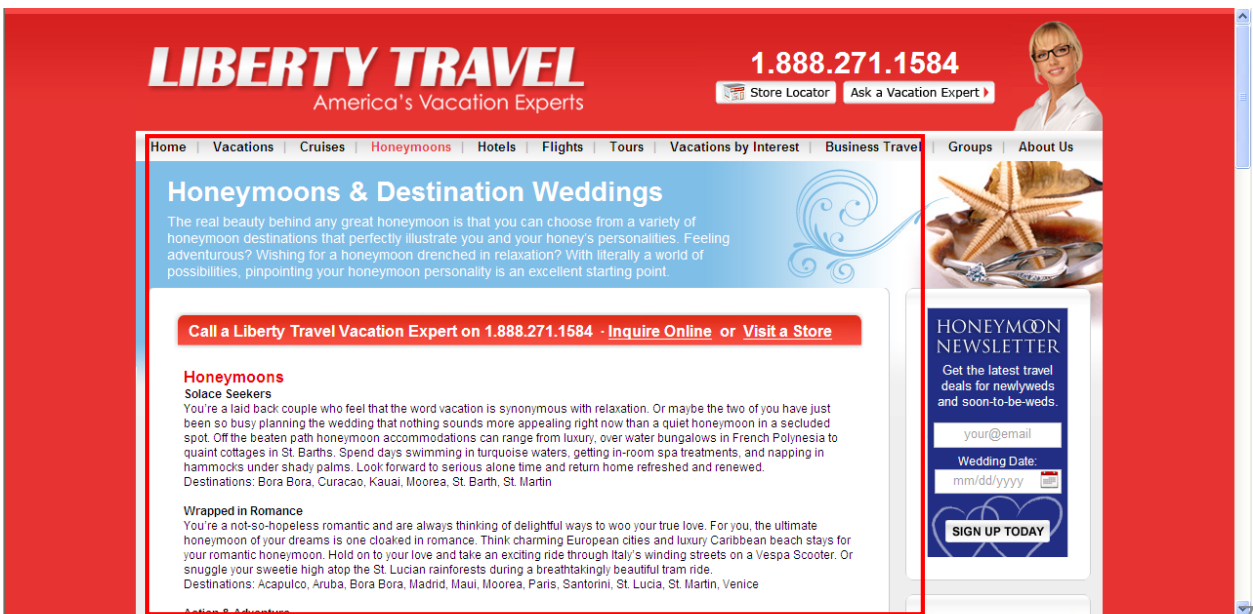 LIBERTY TRAVEL
America's Vacation Experts
1.888.271.1584
Store Locator
Ask a Vacation Expert
Home | Vacations | Cruises | Honeymoons | Hotels | Flights | Tours | Vacations by Interest | Business Travel | Groups | About Us
Honeymoons & Destination Weddings
The real beauty behind any great honeymoon is that you can choose from a variety of
honeymoon destinations that perfectly illustrate you and your honey's personalities. Feeling
adventurous? Wishing for a honeymoon drenched in relaxation? With literally a world of
possibilities, pinpointing your honeymoon personality is an excellent starting point.
Call a Liberty Travel Vacation Expert on 1.888.271.1584 - Inquire Online or Visit a Store
Honeymoons
Solace Seekers
You're a laid back couple who feel that the word vacation is synonymous with relaxation. Or maybe the two of you have just
been so busy planning the wedding that nothing sounds more appealing right now than a quiet honeymoon in a secluded
spot. Off the beaten path honeymoon accommodations can range from luxury, over water bungalows in French Polynesia to
quaint cottages in St. Barths. Spend days swimming in turquoise waters, getting in-room spa treatments, and napping in
hammocks under shady palms. Look forward to serious alone time and return home refreshed and renewed.
Destinations: Bora Bora, Curacao, Kauai, Moorea, St. Barth, St. Martin
Wrapped in Romance
You're a not-so-hopeless romantic and are always thinking of delightful ways to woo your true love. For you, the ultimate
honeymoon of your dreams is one cloaked in romance. Think charming European cities and luxury Caribbean beach stays for
your romantic honeymoon. Hold on to your love and take an exciting ride through Italy's winding streets on a Vespa Scooter. Or
snuggle your sweetie high atop the St. Lucian rainforests during a breathtakingly beautiful tram ride.
Destinations: Acapulco, Aruba, Bora Bora, Madrid, Maui, Moorea, Paris, Santorini, St. Lucia, St. Martin, Venice
Action & Adventure
HONEYMOON
NEWSLETTER
Get the latest travel
deals for newlyweds
and soon-to-be-weds.
your@email
Wedding Date:
mm/dd/yyyy
SIGN UP TODAY